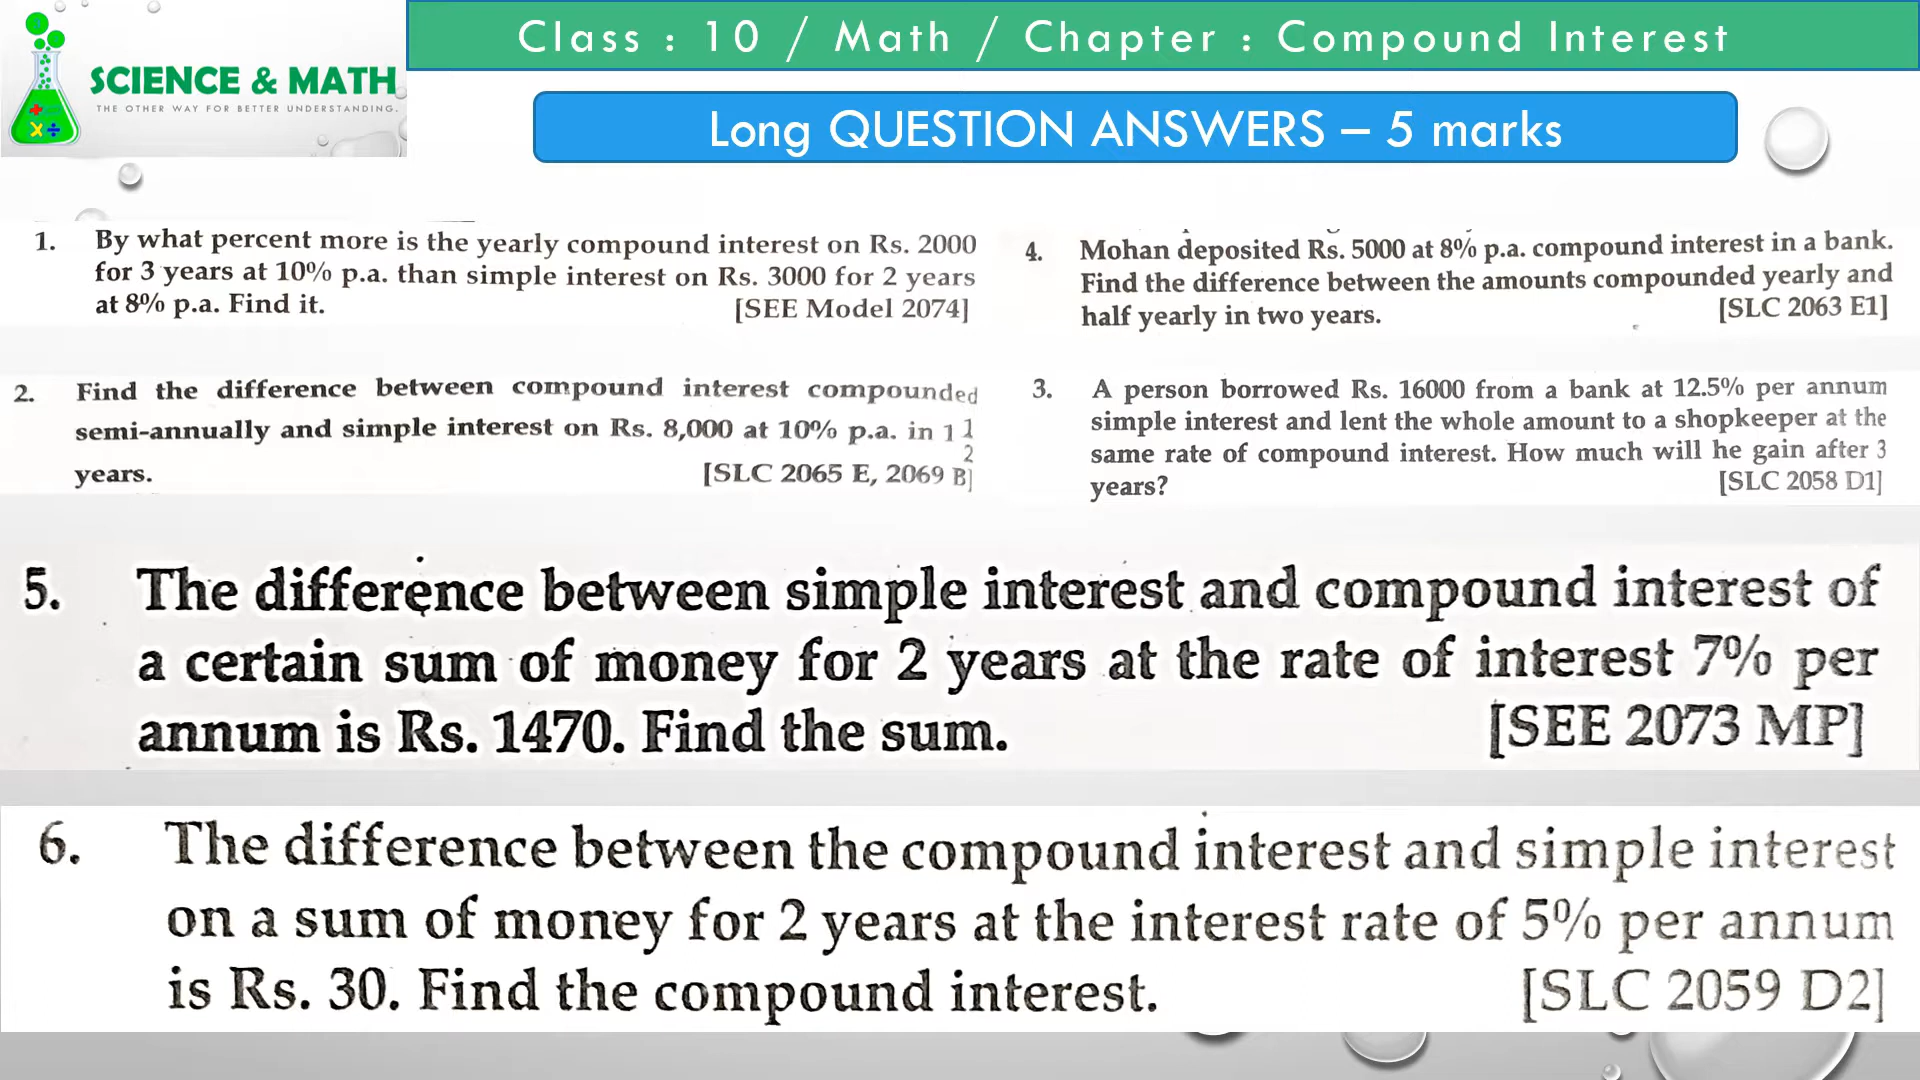 SCIENCE & MATH
THE OTHER WAY FOR BETTER UNDERSTANDING.
Class : 10 / Math / Chapter : Compound Interest
Long QUESTION ANSWERS – 5 marks
1. By what percent more is the yearly compound interest on Rs. 2000
for 3 years at 10% p.a. than simple interest on Rs. 3000 for 2 years
at 8% p.a. Find it. [SEE Model 2074]
4. Mohan deposited Rs. 5000 at 8% p.a. compound interest in a bank.
Find the difference between the amounts compounded yearly and
half yearly in two years. [SLC 2063 E1]
2. Find the difference between compound interest compounded
semi-annually and simple interest on Rs. 8,000 at 10% p.a. in 1 1/2
years. [SLC 2065 E, 2069 B]
3. A person borrowed Rs. 16000 from a bank at 12.5% per annum
simple interest and lent the whole amount to a shopkeeper at the
same rate of compound interest. How much will he gain after 3
years? [SLC 2058 D1]
5. The difference between simple interest and compound interest of
a certain sum of money for 2 years at the rate of interest 7% per
annum is Rs. 1470. Find the sum. [SEE 2073 MP]
6. The difference between the compound interest and simple interest
on a sum of money for 2 years at the interest rate of 5% per annum
is Rs. 30. Find the compound interest. [SLC 2059 D2]